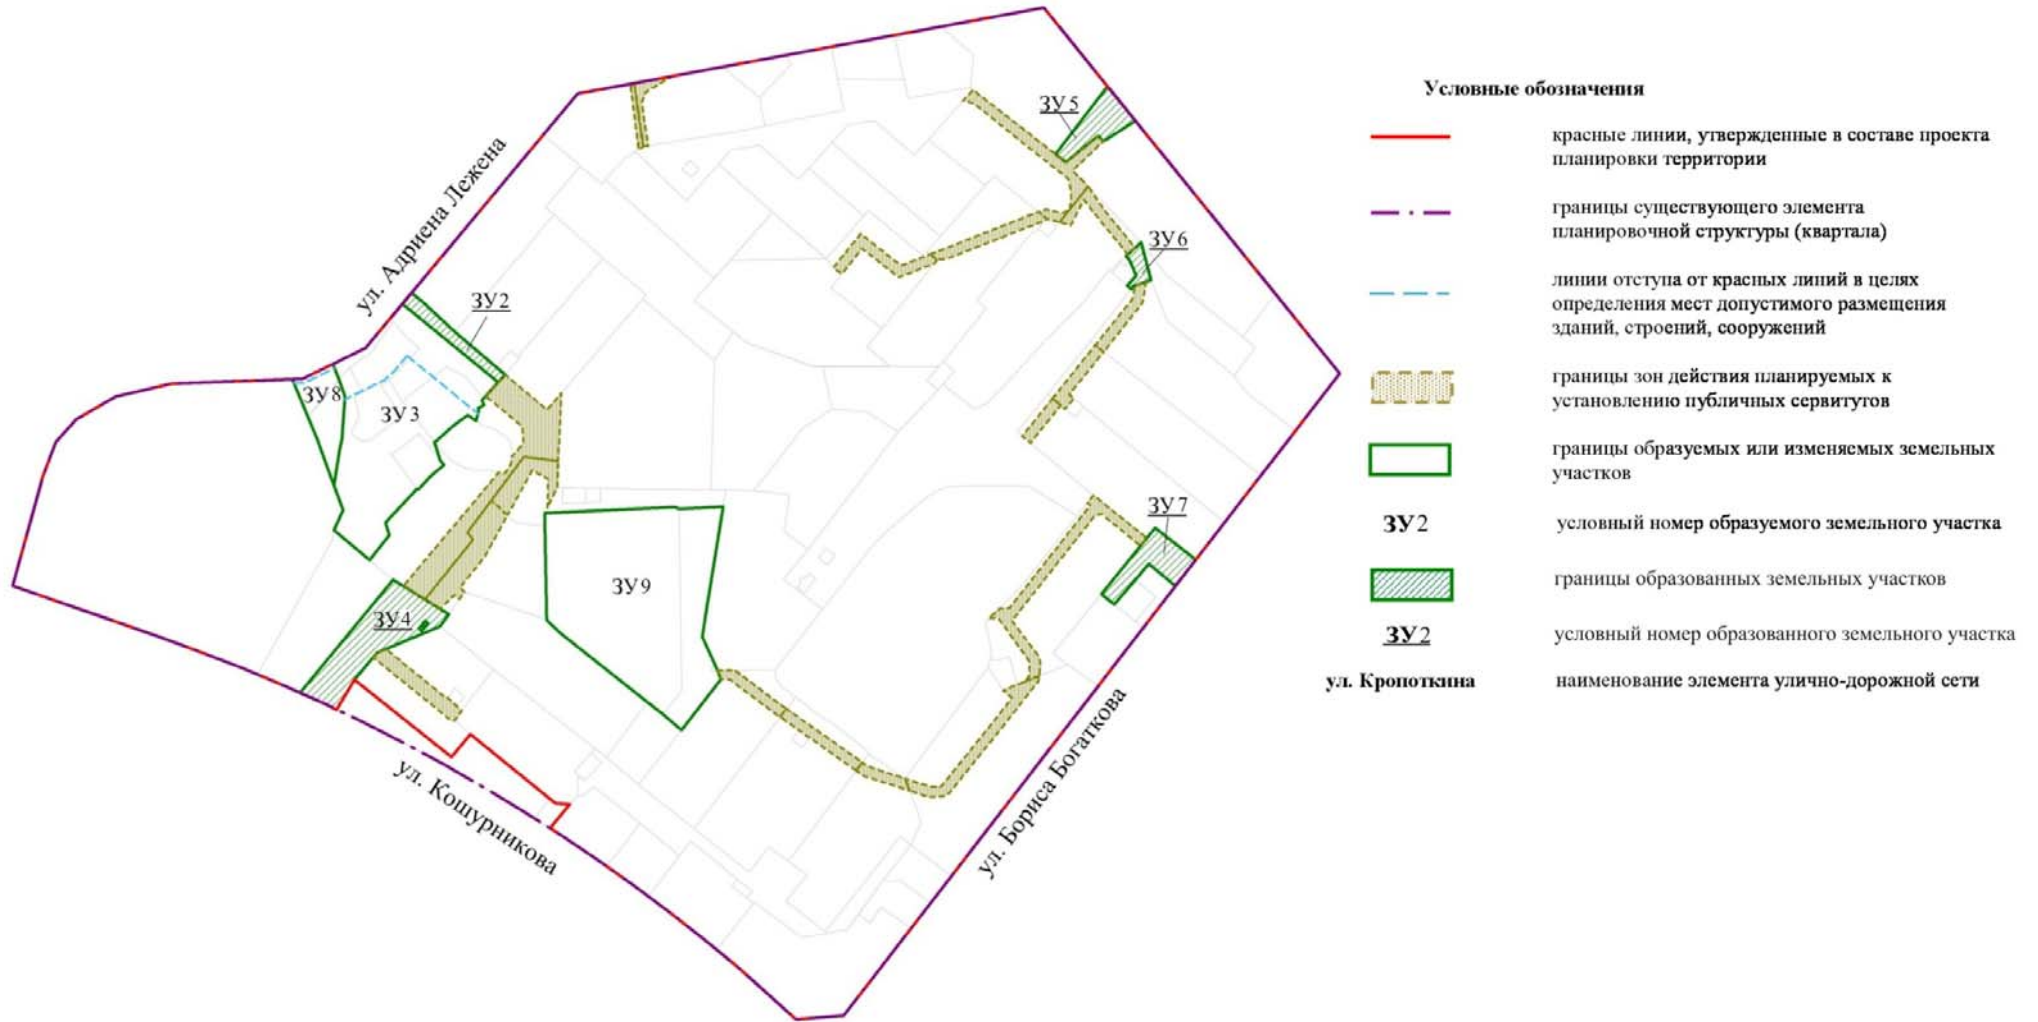 ул. Адриена Лежена
ЗУ5
ЗУ6
ЗУ2
ЗУ8
ЗУ3
ЗУ7
ЗУ9
ЗУ4
ул. Кошурникова
ул. Бориса Богаткова
Условные обозначения
красные линии, утвержденные в составе проекта
планировки территории
границы существующего элемента
планировочной структуры (квартала)
линии отступа от красных линий в целях
определения мест допустимого размещения
зданий, строений, сооружений
границы зон действия планируемых к
установлению публичных сервитутов
границы образуемых или изменяемых земельных
участков
ЗУ2 условный номер образуемого земельного участка
границы образованных земельных участков
ЗУ2 условный номер образованного земельного участка
ул. Кропоткина наименование элемента улично-дорожной сети